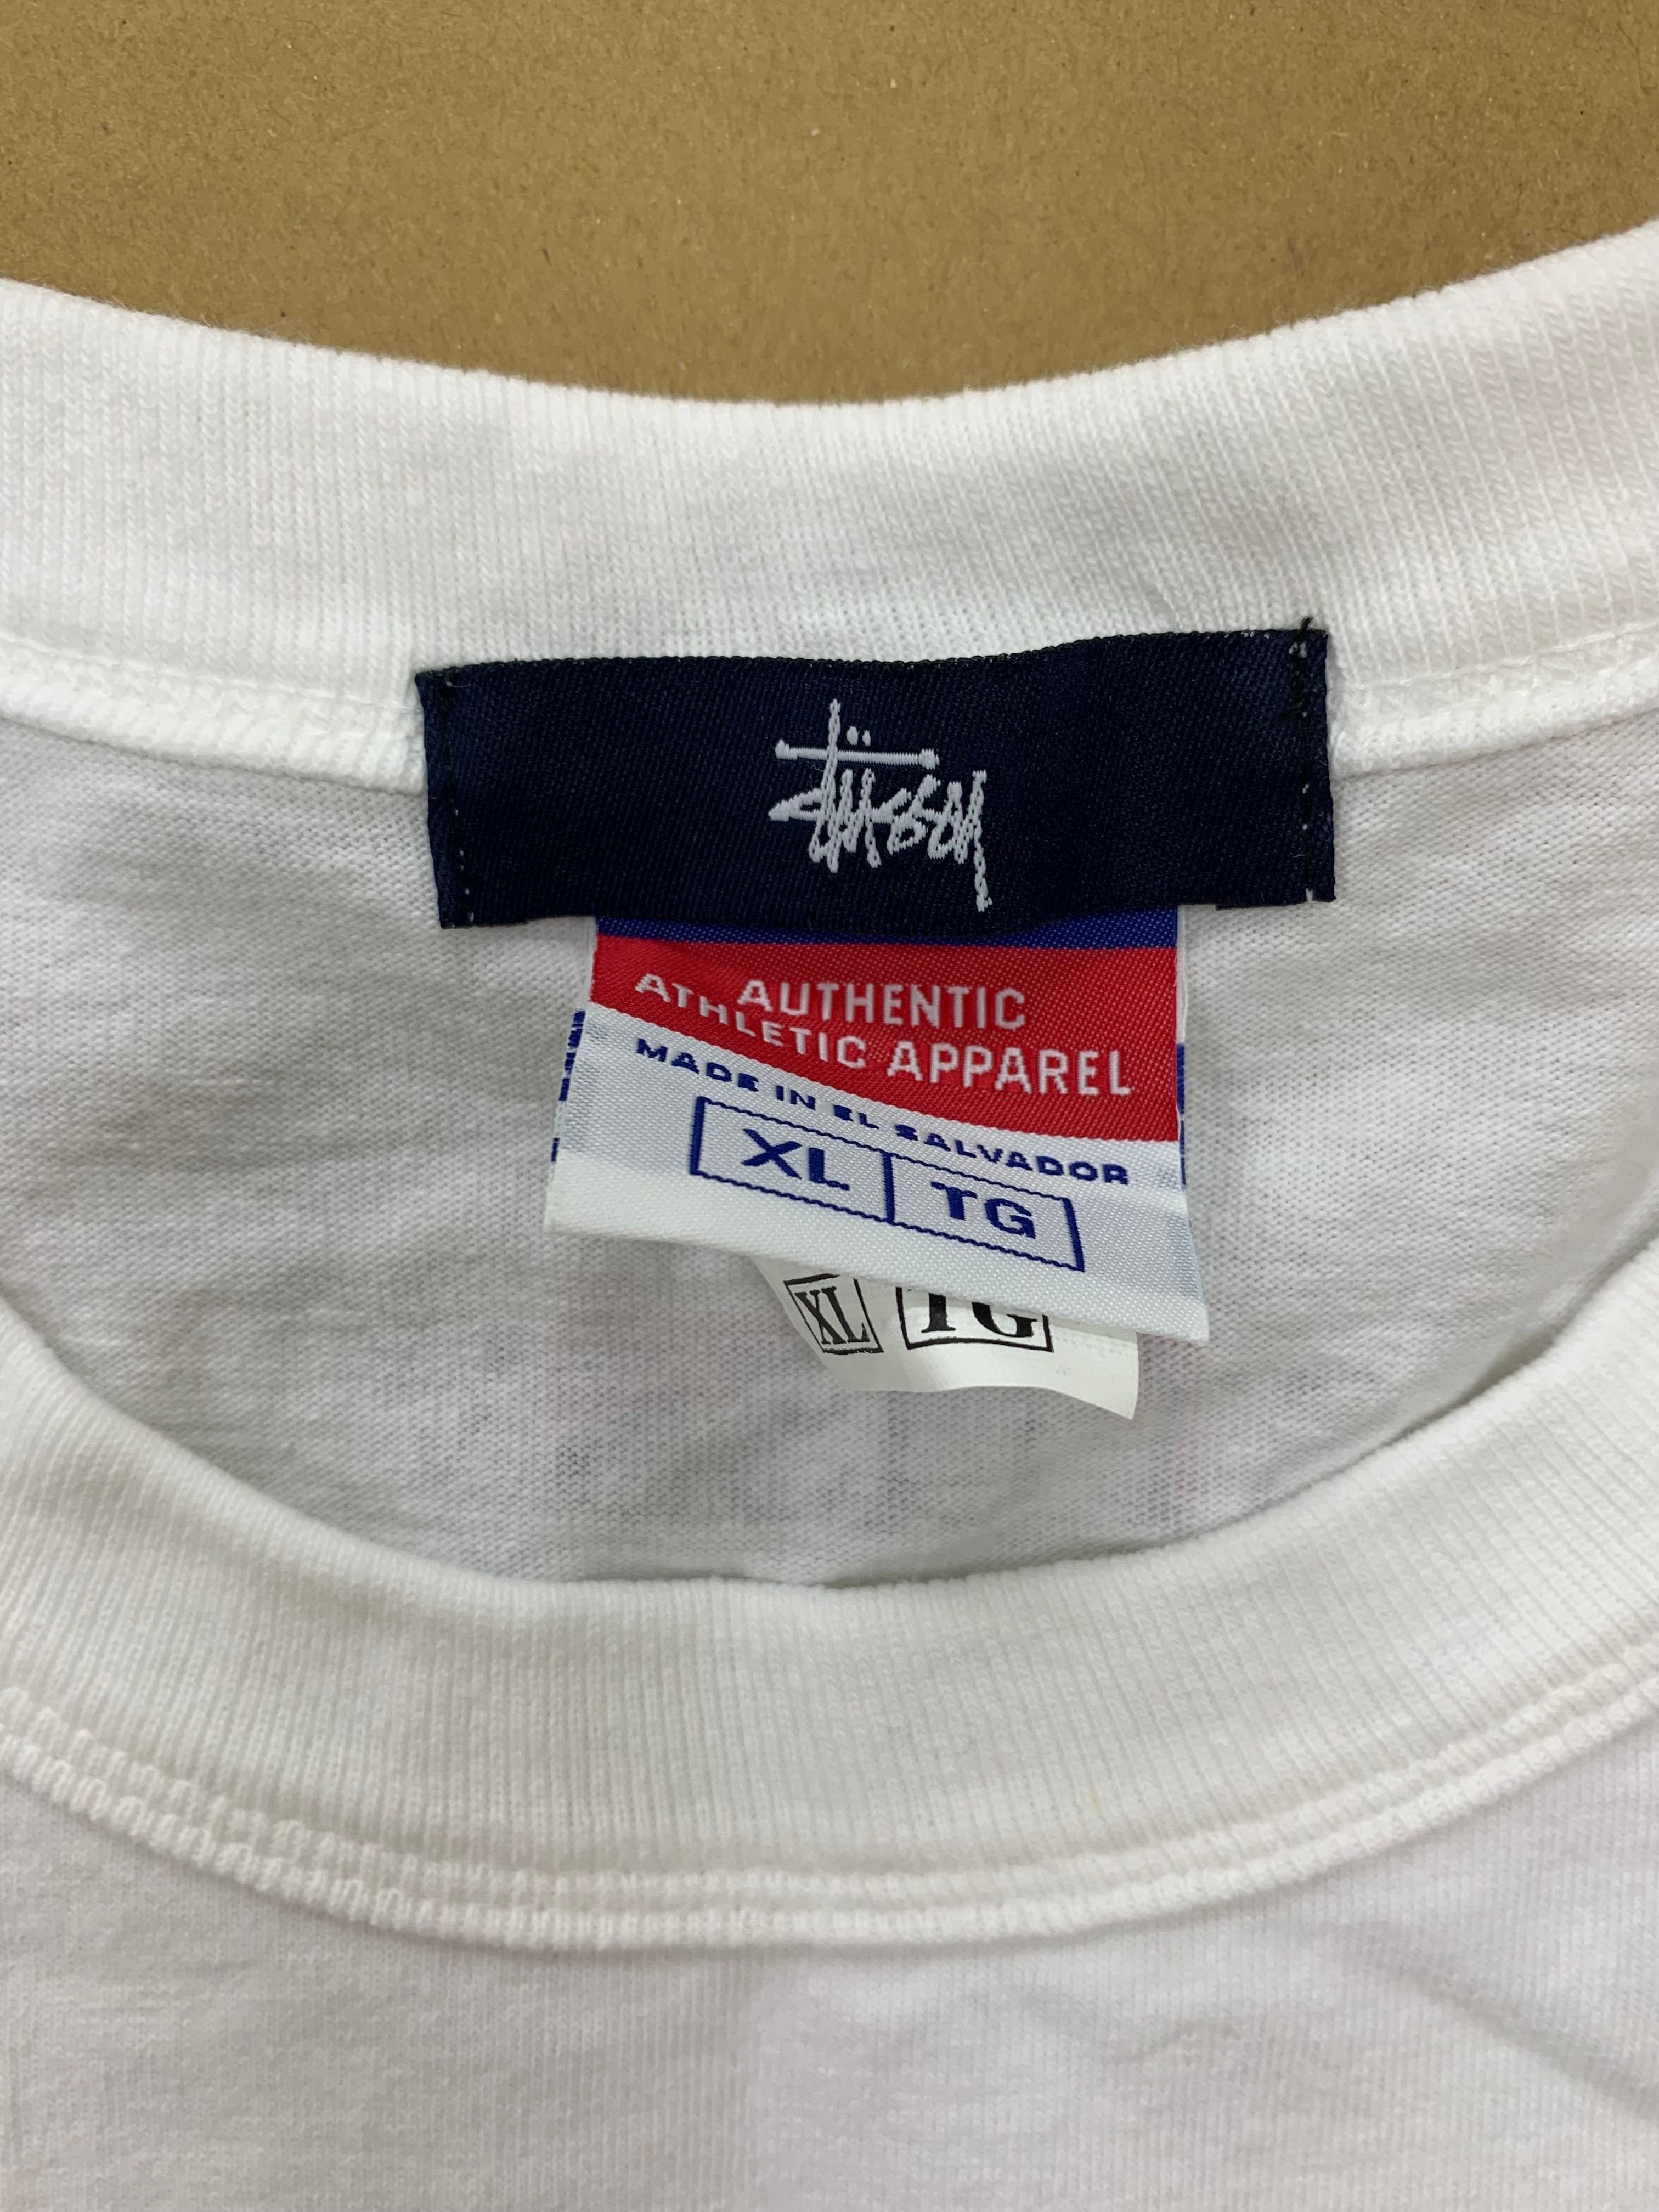 Stüssy
AUTHENTIC
ATHLETIC APPAREL
MADE IN EL SALVADOR
XL TG
XL TG